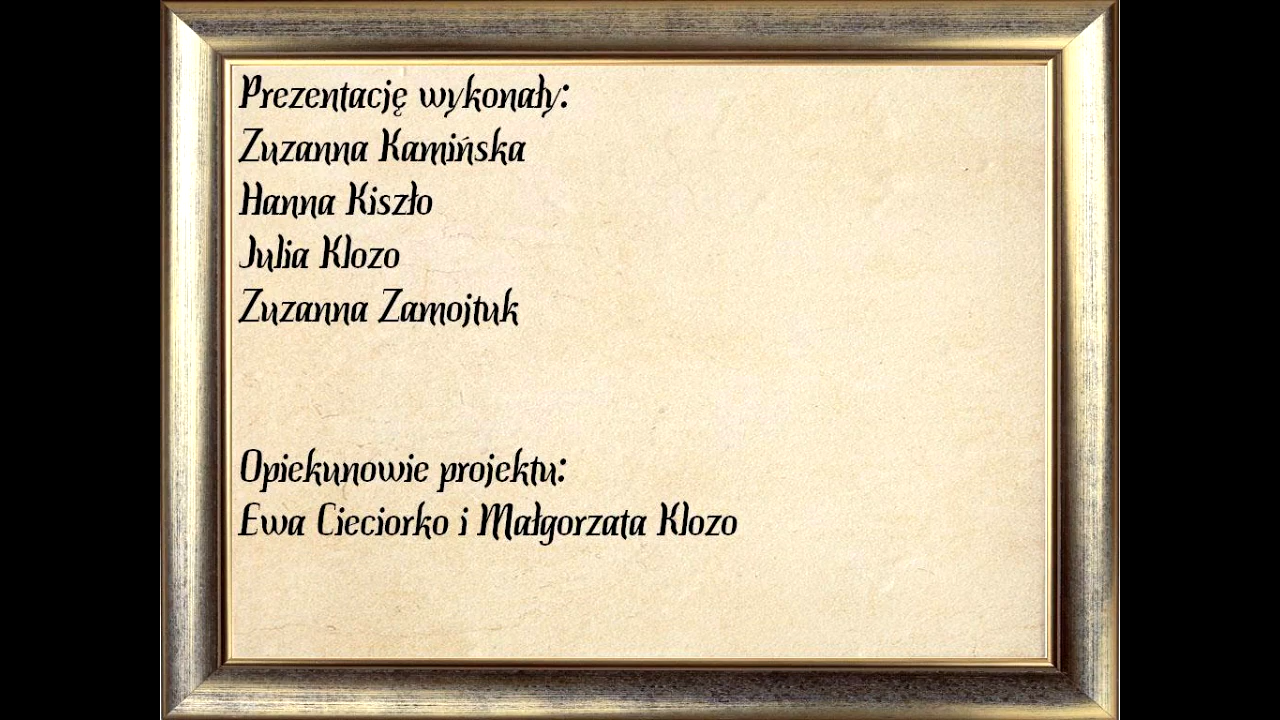 Prezentację wykonały:
Zuzanna Kamińska
Hanna Kiszło
Julia Klozo
Zuzanna Zamojtuk
Opiekunowie projektu:
Ewa Cieciorko i Małgorzata Klozo